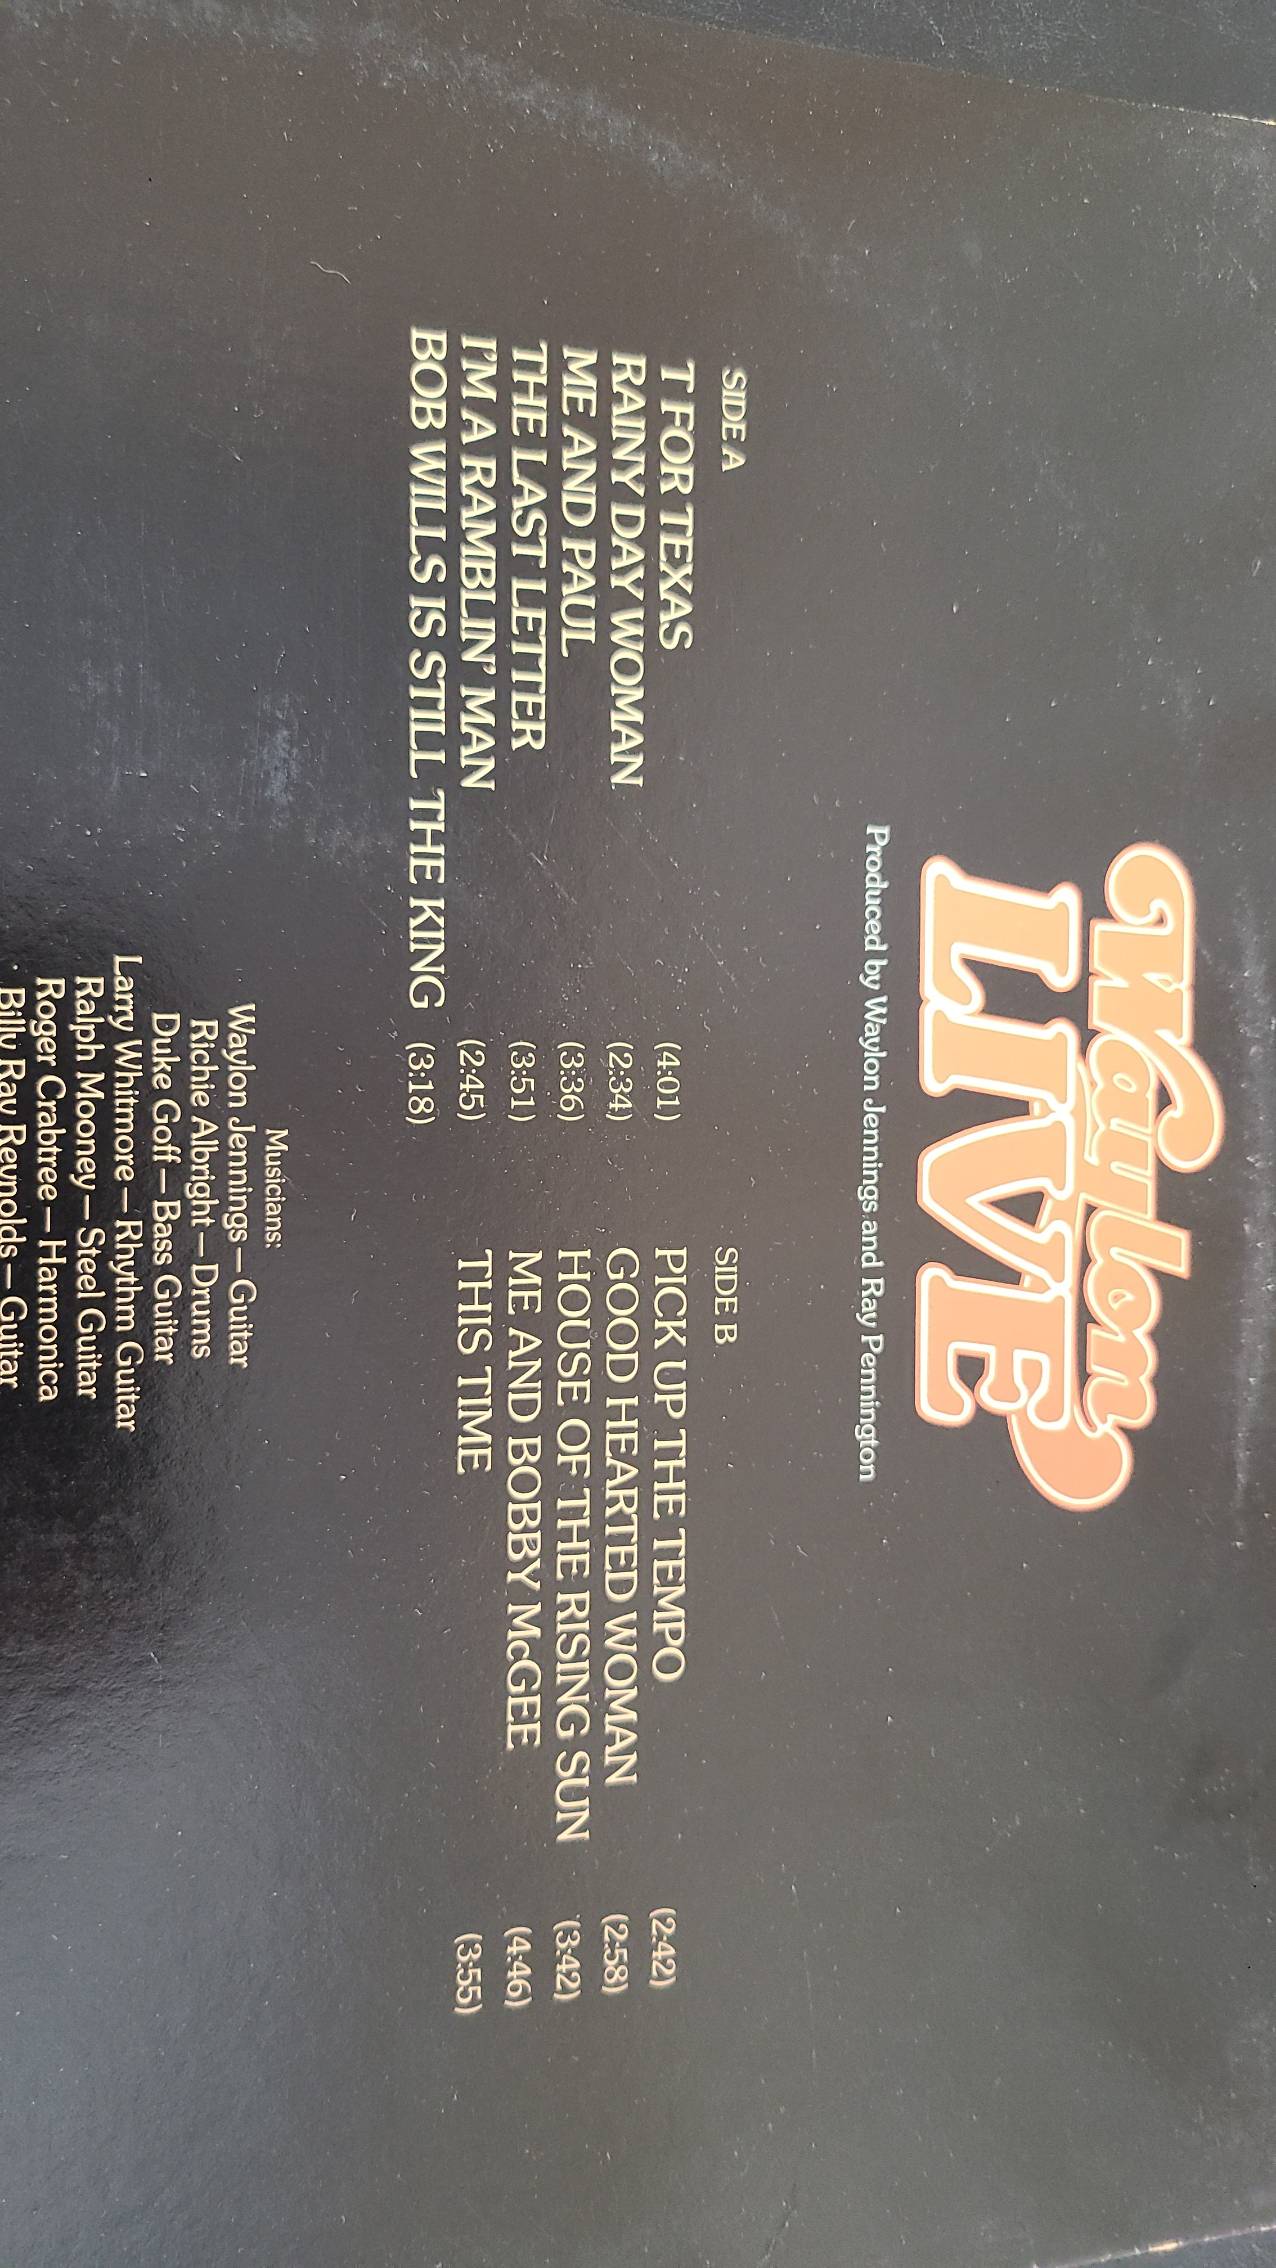 Waylon
LIVE
Produced by Waylon Jennings and Ray Pennington
SIDE A
T FOR TEXAS (4:01)
RAINY DAY WOMAN (2:34)
ME AND PAUL (3:36)
THE LAST LETTER (3:51)
I'M A RAMBLIN' MAN (2:45)
BOB WILLS IS STILL THE KING (3:18)
SIDE B
PICK UP THE TEMPO (2:42)
GOOD HEARTED WOMAN (2:58)
HOUSE OF THE RISING SUN (3:42)
ME AND BOBBY McGEE (4:46)
THIS TIME (3:55)
Musicians:
Waylon Jennings — Guitar
Richie Albright — Drums
Duke Goff — Bass Guitar
Larry Whitmore — Rhythm Guitar
Ralph Mooney — Steel Guitar
Roger Crabtree — Harmonica
Billy Ray Reynolds — Guitar